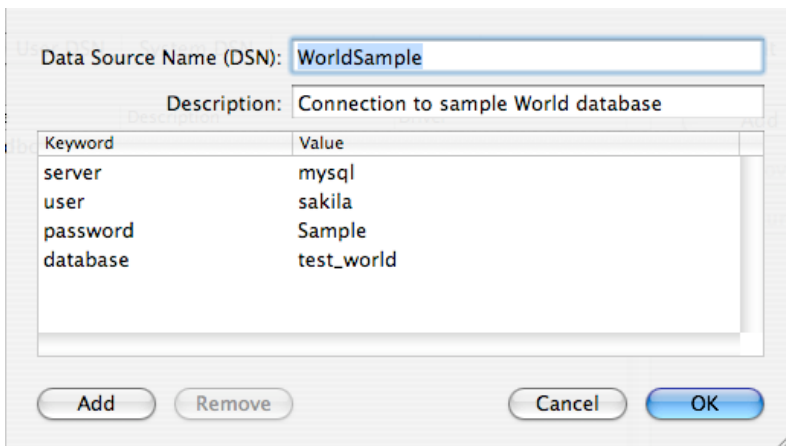 Data Source Name (DSN): WorldSample
Description: Connection to sample World database
Keyword Value
server mysql
user sakila
password Sample
database test_world
Add Remove Cancel OK